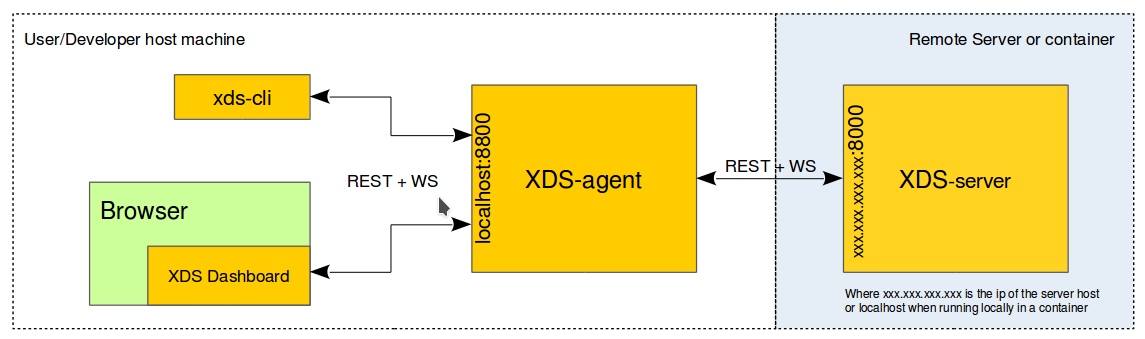 User/Developer host machine
Remote Server or container
xds-cli
localhost:8800
XDS-agent
REST + WS
xxx.xxx.xxx.xxx:8000
XDS-server
REST + WS
Browser
XDS Dashboard
Where xxx.xxx.xxx.xxx is the ip of the server host
or localhost when running locally in a container